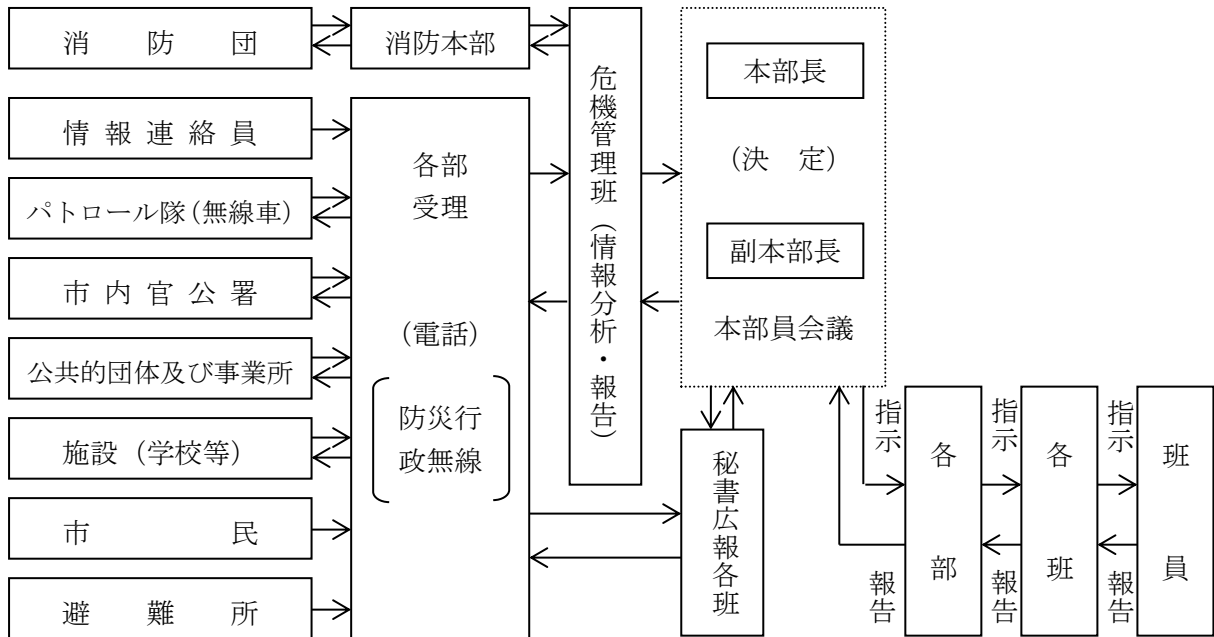 消防団
消防本部
情報連絡員
パトロール隊（無線車）
市内官公署
公共的団体及び事業所
施設（学校等）
市民
避難所
各部
受理
（電話）
防災行
政無線
危機管理班（情報分析・報告）
本部長
（決定）
副本部長
本部員会議
秘書広報各班
指示
報告
各部
指示
報告
各班
指示
報告
班員